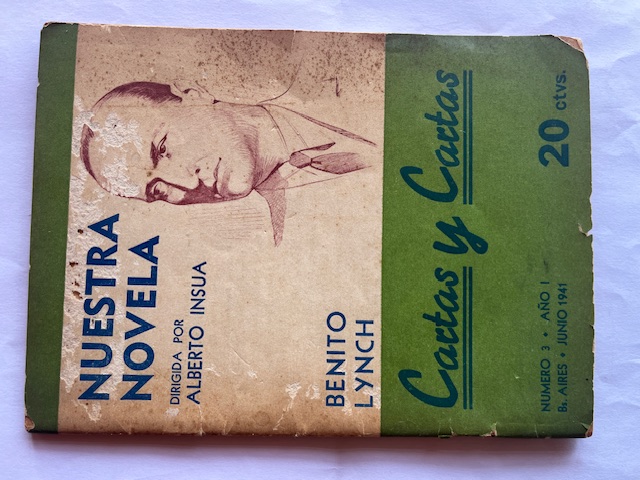 NUESTRA
NOVELA
DIRIGIDA POR
ALBERTO INSUA
BENITO
LYNCH
Cartas y Cartas
NUMERO 3 • AÑO I
Bs. AIRES • JUNIO 1941
20 ctvs.